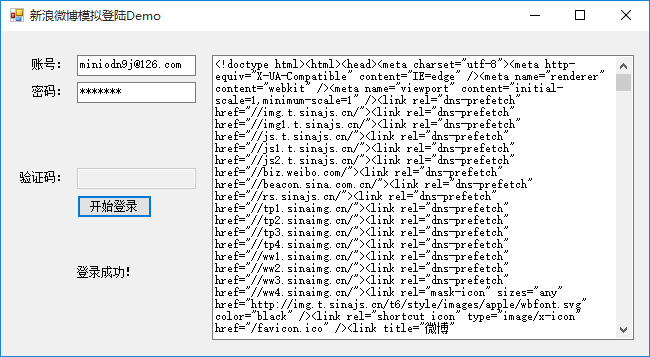 新浪微博模拟登陆Demo
账号: miniodn9j@126.com
密码: *******
验证码:
开始登录
登录成功!
<!doctype html><html><head><meta charset="utf-8"><meta http-
equiv="X-UA-Compatible" content="IE=edge" /><meta name="renderer"
content="webkit" /><meta name="viewport" content="initial-
scale=1,minimum-scale=1" /><link rel="dns-prefetch"
href="//img.t.sinajs.cn/"><link rel="dns-prefetch"
href="//img1.t.sinajs.cn/"><link rel="dns-prefetch"
href="//js.t.sinajs.cn/"><link rel="dns-prefetch"
href="//js1.t.sinajs.cn/"><link rel="dns-prefetch"
href="//js2.t.sinajs.cn/"><link rel="dns-prefetch"
href="//biz.weibo.com/"><link rel="dns-prefetch"
href="//beacon.sina.com.cn/"><link rel="dns-prefetch"
href="//rs.sinajs.cn/"><link rel="dns-prefetch"
href="//tp1.sinaimg.cn/"><link rel="dns-prefetch"
href="//tp2.sinaimg.cn/"><link rel="dns-prefetch"
href="//tp3.sinaimg.cn/"><link rel="dns-prefetch"
href="//tp4.sinaimg.cn/"><link rel="dns-prefetch"
href="//ww1.sinaimg.cn/"><link rel="dns-prefetch"
href="//ww2.sinaimg.cn/"><link rel="dns-prefetch"
href="//ww3.sinaimg.cn/"><link rel="dns-prefetch"
href="//ww4.sinaimg.cn/"><link rel="mask-icon" sizes="any"
href="http://img.t.sinajs.cn/t6/style/images/apple/wbfont.svg"
color="black" /><link rel="shortcut icon" type="image/x-icon"
href="/favicon.ico" /><link title="微博"